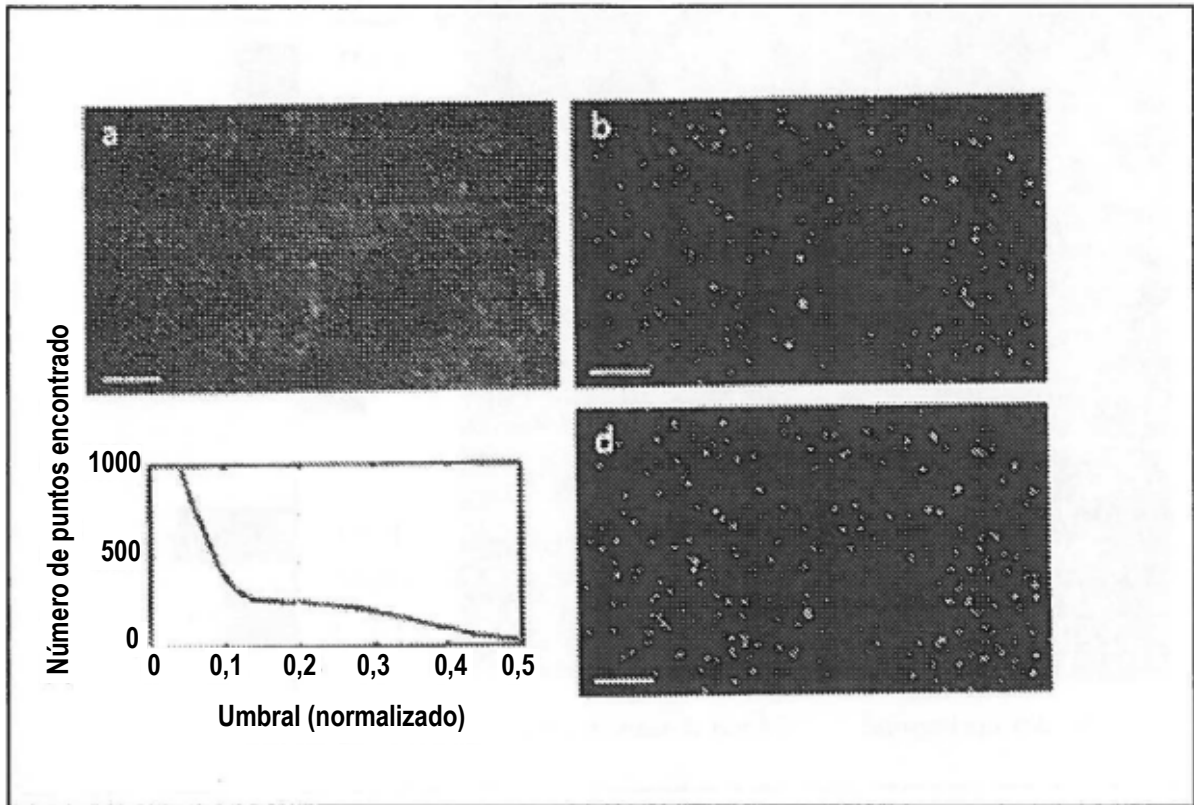 a
b
d
Número de puntos encontrado
1000
500
0
0 0,1 0,2 0,3 0,4 0,5
Umbral (normalizado)